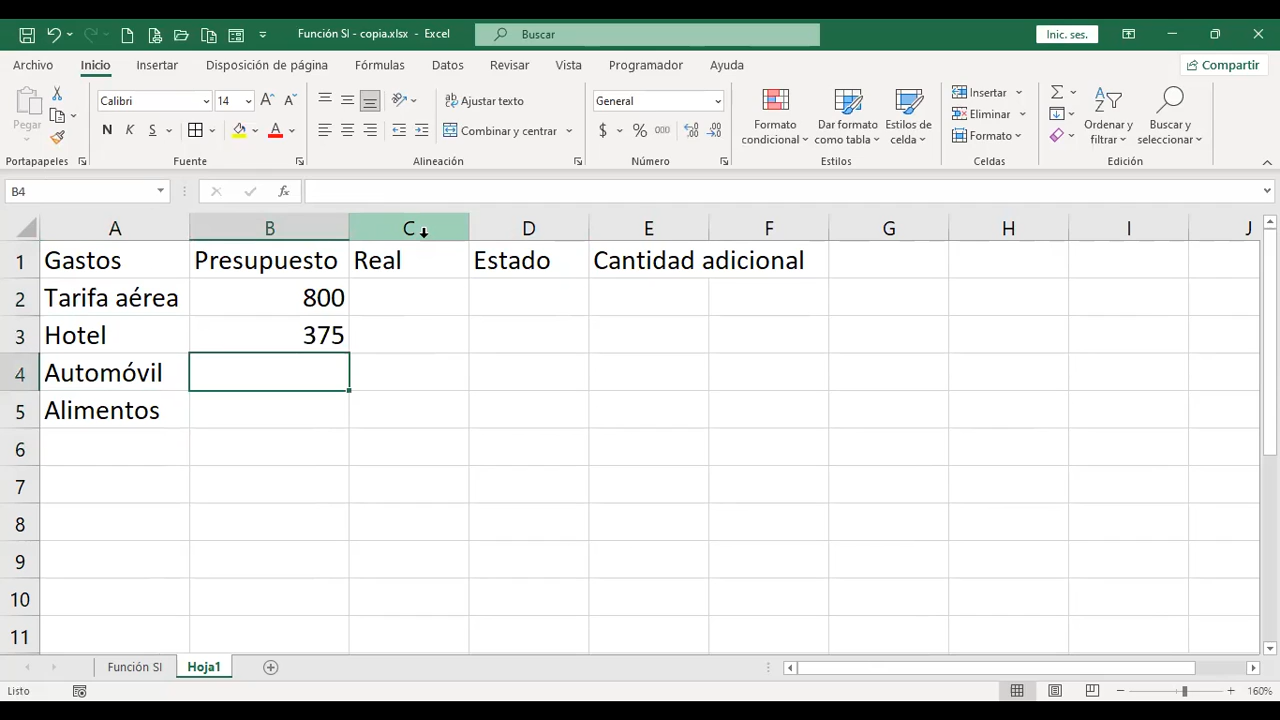 Función SI - copia.xlsx - Excel
Buscar
Inic. ses.
Archivo Inicio Insertar Disposición de página Fórmulas Datos Revisar Vista Programador Ayuda
Compartir
Pegar
Portapapeles
Calibri 14
N K S
Fuente
Ajustar texto
Combinar y centrar
Alineación
General
$ % 000
Número
Formato condicional
Dar formato como tabla
Estilos de celda
Estilos
Insertar
Eliminar
Formato
Celdas
Ordenar y filtrar
Buscar y seleccionar
Edición
B4
fx
A B C D E F G H I J
1 Gastos Presupuesto Real Estado Cantidad adicional
2 Tarifa aérea 800
3 Hotel 375
4 Automóvil
5 Alimentos
6
7
8
9
10
11
Función SI Hoja1
Listo
160%